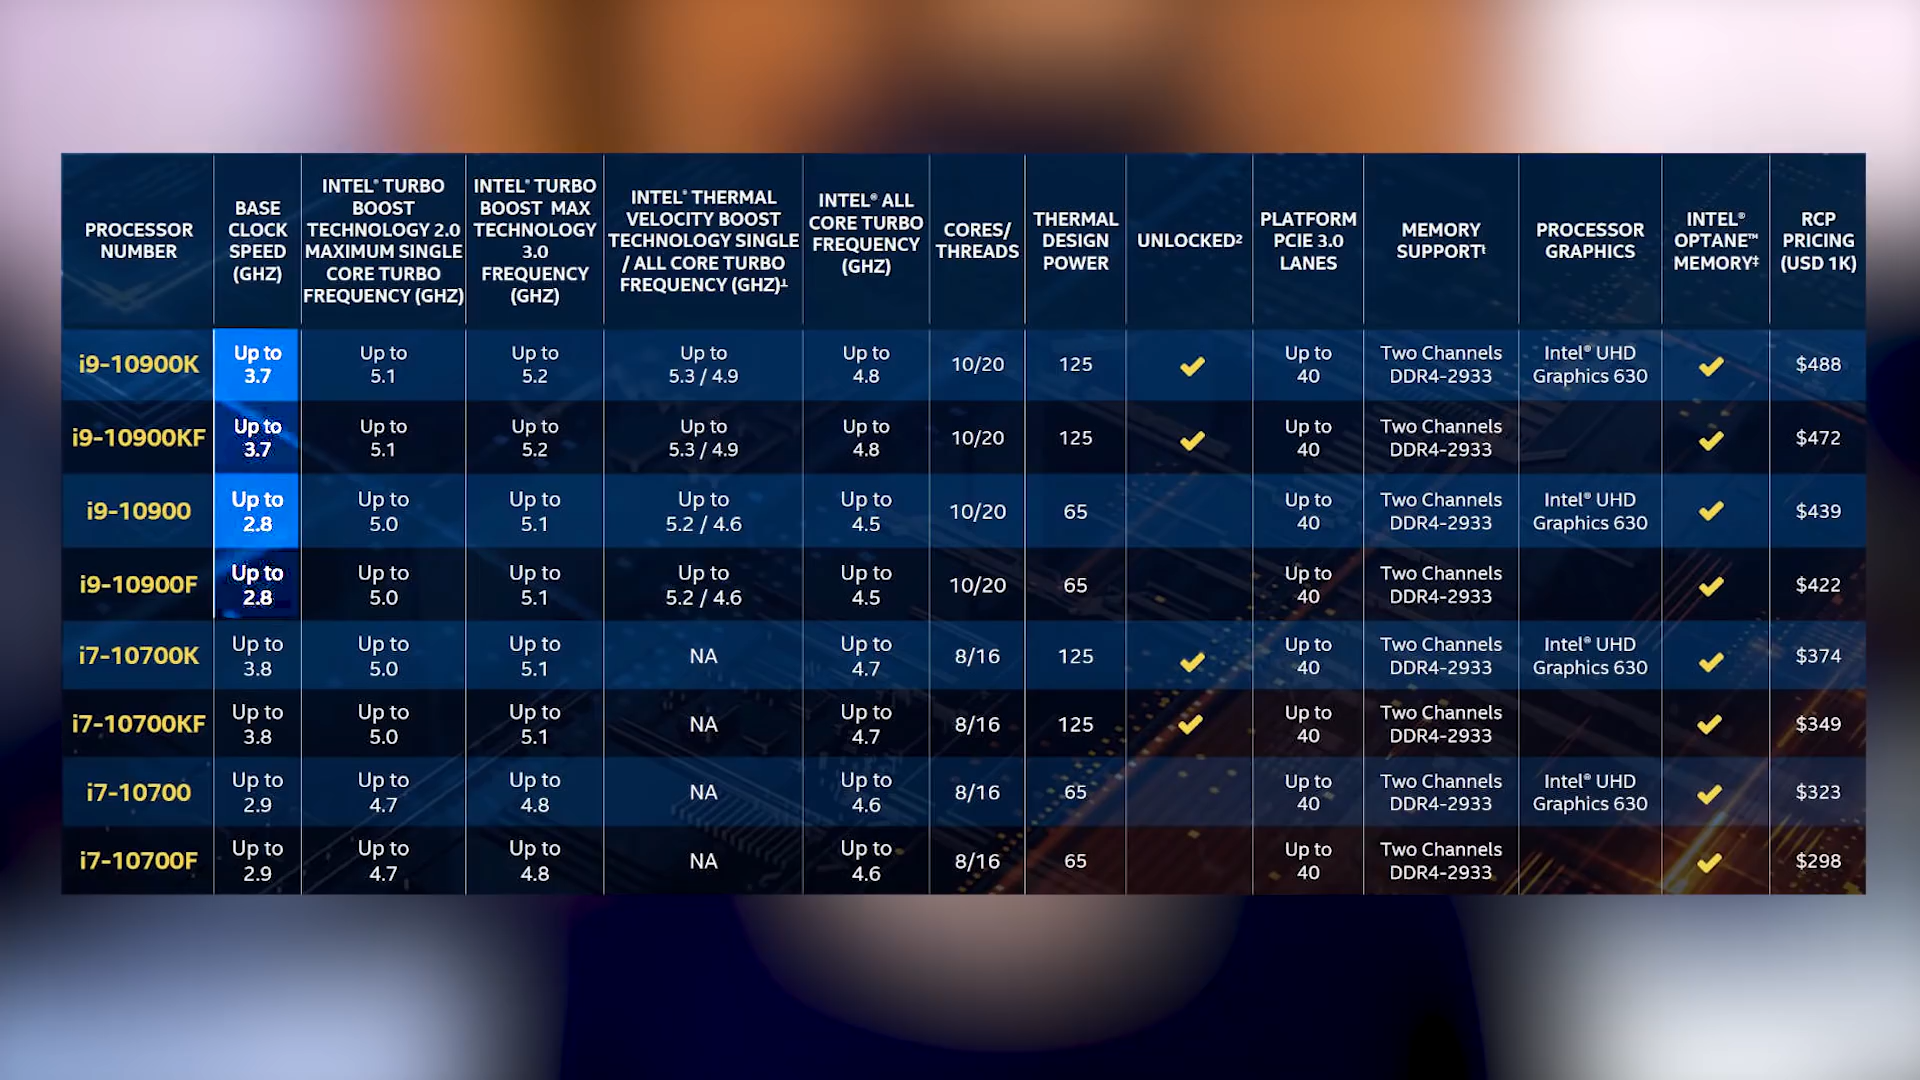 PROCESSOR NUMBER
BASE CLOCK SPEED (GHZ)
INTEL® TURBO BOOST TECHNOLOGY 2.0 MAXIMUM SINGLE CORE TURBO FREQUENCY (GHZ)
INTEL® TURBO BOOST MAX TECHNOLOGY 3.0 FREQUENCY (GHZ)
INTEL® THERMAL VELOCITY BOOST TECHNOLOGY SINGLE / ALL CORE TURBO FREQUENCY (GHZ)⊥
INTEL® ALL CORE TURBO FREQUENCY (GHZ)
CORES/ THREADS
THERMAL DESIGN POWER
UNLOCKED²
PLATFORM PCIE 3.0 LANES
MEMORY SUPPORT†
PROCESSOR GRAPHICS
INTEL® OPTANE™ MEMORY‡
RCP PRICING (USD 1K)
i9-10900K Up to 3.7 Up to 5.1 Up to 5.2 Up to 5.3 / 4.9 Up to 4.8 10/20 125 ✓ Up to 40 Two Channels DDR4-2933 Intel® UHD Graphics 630 ✓ $488
i9-10900KF Up to 3.7 Up to 5.1 Up to 5.2 Up to 5.3 / 4.9 Up to 4.8 10/20 125 ✓ Up to 40 Two Channels DDR4-2933 ✓ $472
i9-10900 Up to 2.8 Up to 5.0 Up to 5.1 Up to 5.2 / 4.6 Up to 4.5 10/20 65 Up to 40 Two Channels DDR4-2933 Intel® UHD Graphics 630 ✓ $439
i9-10900F Up to 2.8 Up to 5.0 Up to 5.1 Up to 5.2 / 4.6 Up to 4.5 10/20 65 Up to 40 Two Channels DDR4-2933 ✓ $422
i7-10700K Up to 3.8 Up to 5.0 Up to 5.1 NA Up to 4.7 8/16 125 ✓ Up to 40 Two Channels DDR4-2933 Intel® UHD Graphics 630 ✓ $374
i7-10700KF Up to 3.8 Up to 5.0 Up to 5.1 NA Up to 4.7 8/16 125 ✓ Up to 40 Two Channels DDR4-2933 ✓ $349
i7-10700 Up to 2.9 Up to 4.7 Up to 4.8 NA Up to 4.6 8/16 65 Up to 40 Two Channels DDR4-2933 Intel® UHD Graphics 630 ✓ $323
i7-10700F Up to 2.9 Up to 4.7 Up to 4.8 NA Up to 4.6 8/16 65 Up to 40 Two Channels DDR4-2933 ✓ $298